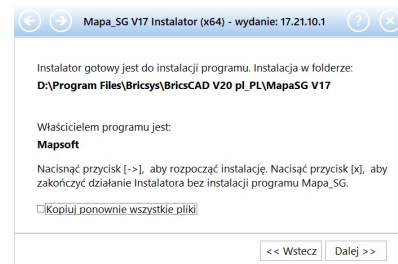 Mapa_SG V17 Instalator (x64) - wydanie: 17.21.10.1
Instalator gotowy jest do instalacji programu. Instalacja w folderze:
D:\Program Files\Bricsys\BricsCAD V20 pl_PL\MapaSG V17
Właścicielem programu jest:
Mapsoft
Nacisnąć przycisk [->], aby rozpocząć instalację. Nacisąć przycisk [x], aby
zakończyć działanie Instalatora bez instalacji programu Mapa_SG.
Kopiuj ponownie wszystkie pliki
<< Wstecz Dalej >>